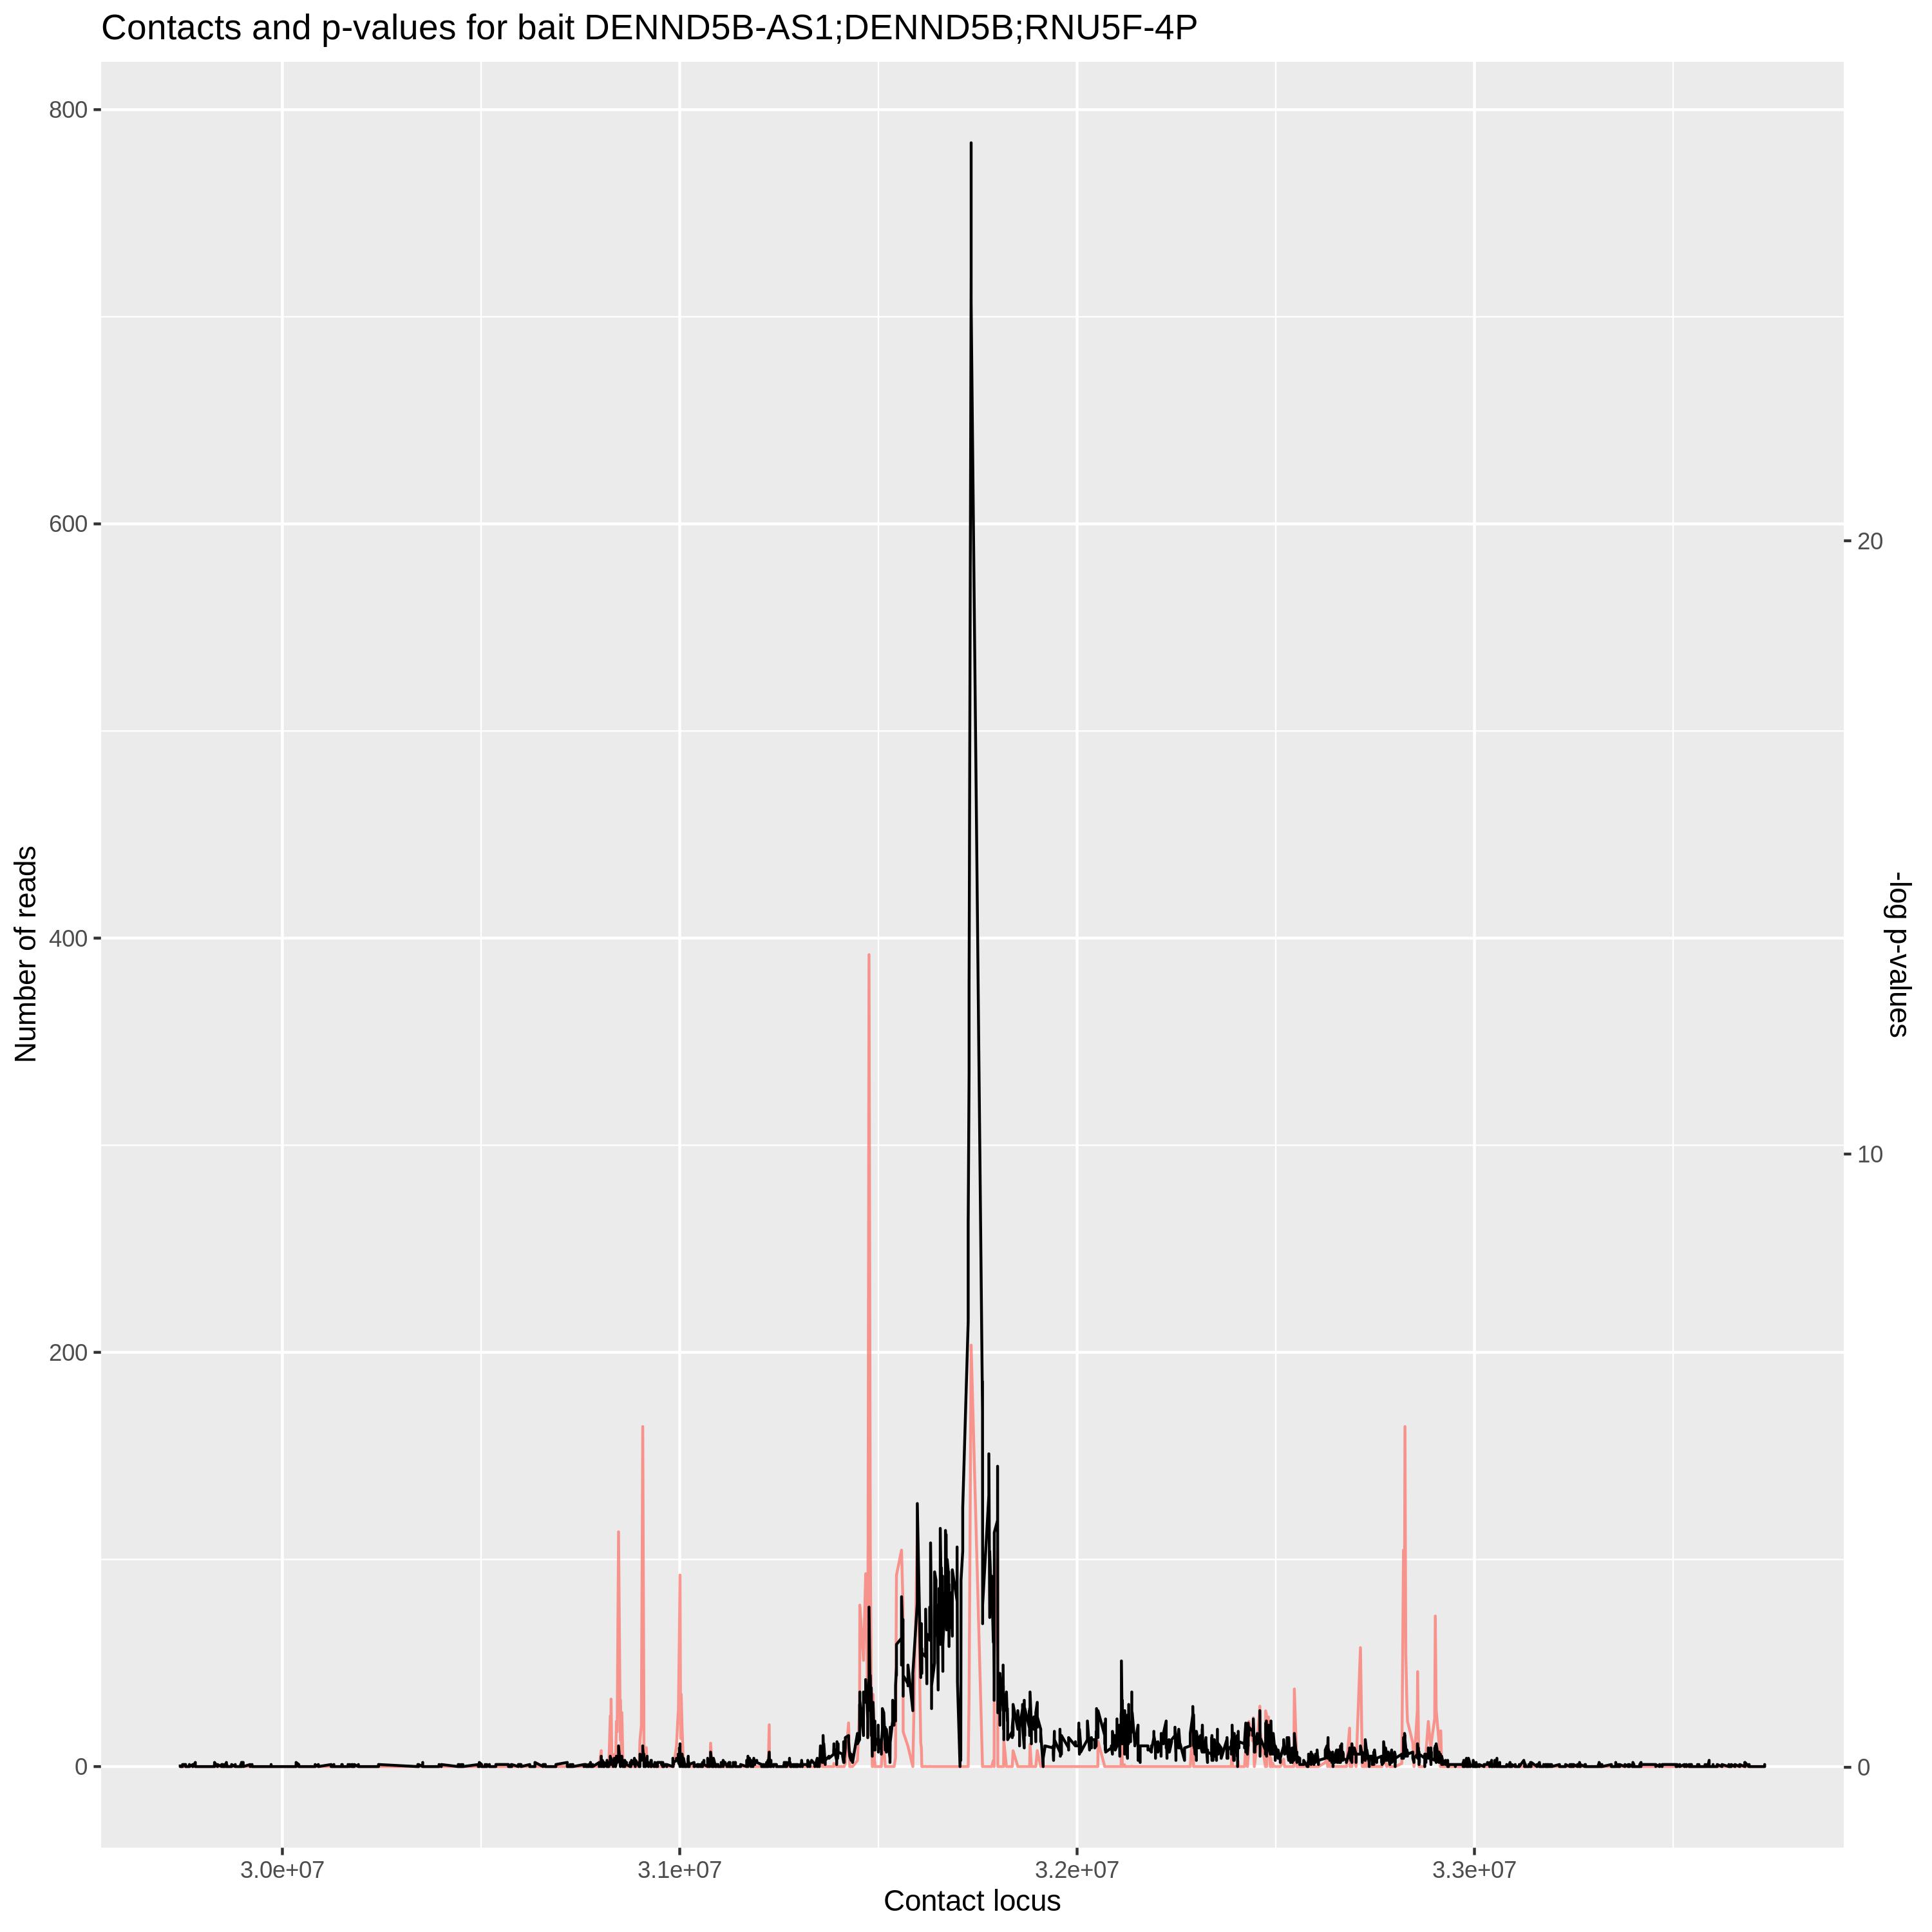 Contacts and p-values for bait DENND5B-AS1;DENND5B;RNU5F-4P
Number of reads
800
600
400
200
0
20
10
0
-log p-values
3.0e+07
3.1e+07
3.2e+07
3.3e+07
Contact locus